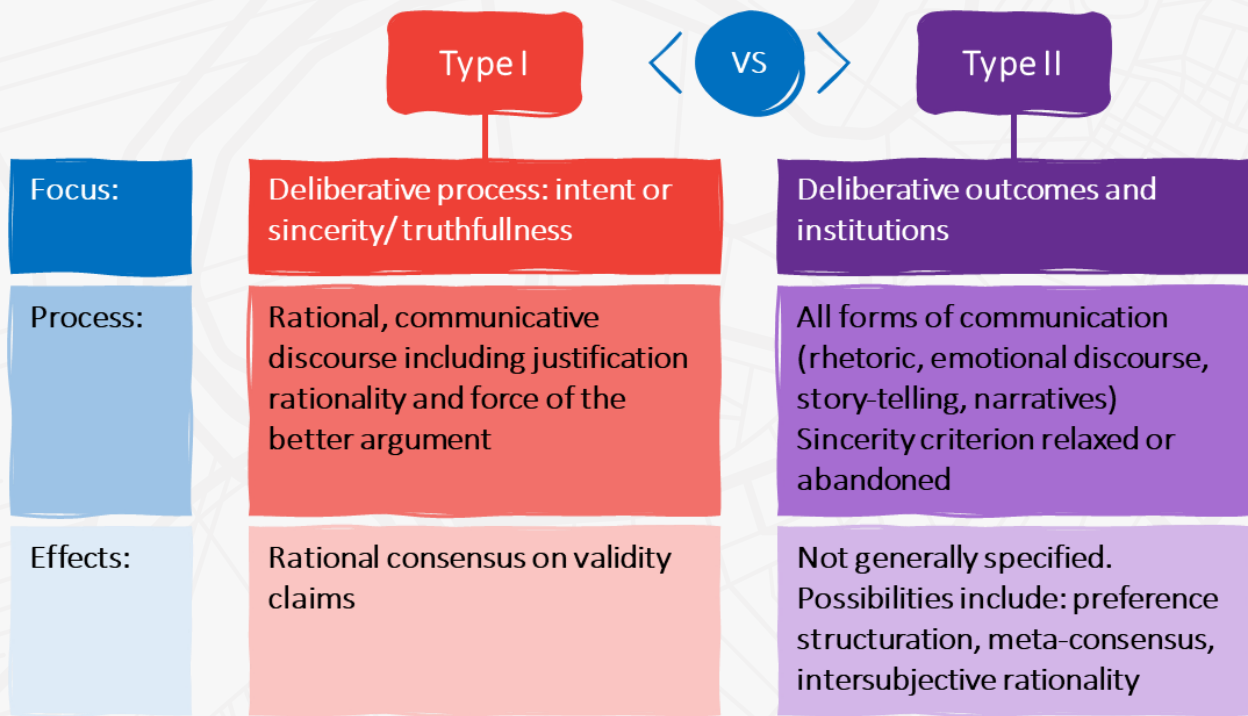 Type I
VS
Type II
Focus:
Deliberative process: intent or
sincerity/ truthfullness
Deliberative outcomes and
institutions
Process:
Rational, communicative
discourse including justification
rationality and force of the
better argument
All forms of communication
(rhetoric, emotional discourse,
story-telling, narratives)
Sincerity criterion relaxed or
abandoned
Effects:
Rational consensus on validity
claims
Not generally specified.
Possibilities include: preference
structuration, meta-consensus,
intersubjective rationality